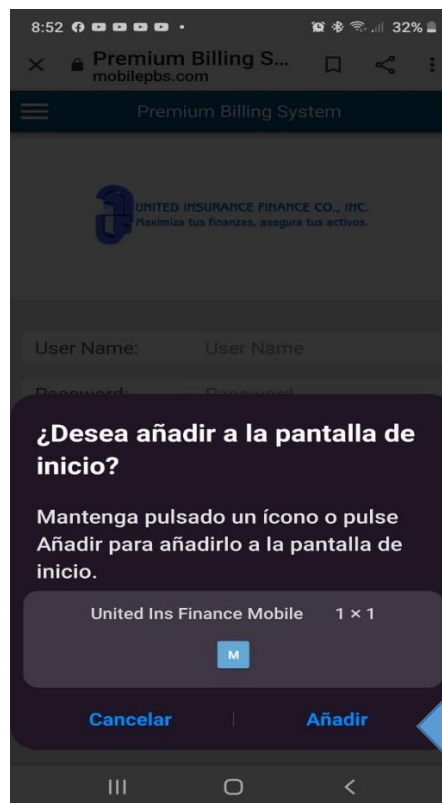 8:52 32%
Premium Billing S...
mobilepbs.com
Premium Billing System
UNITED INSURANCE FINANCE CO., INC.
Maximiza tus finanzas, asegura tus activos.
User Name: User Name
Password: Password
¿Desea añadir a la pantalla de
inicio?
Mantenga pulsado un ícono o pulse
Añadir para añadirlo a la pantalla de
inicio.
United Ins Finance Mobile 1 × 1
M
Cancelar Añadir